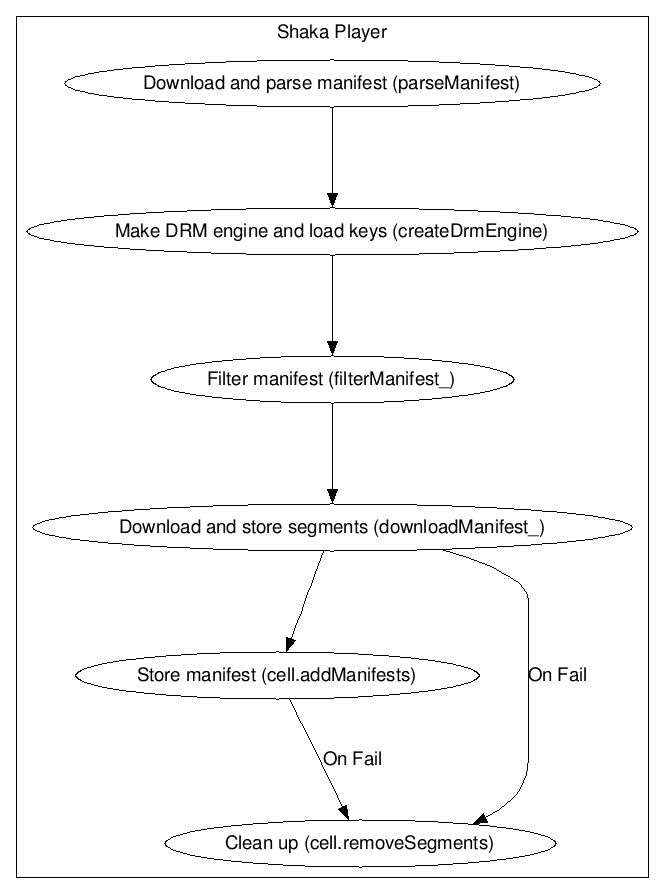 Shaka Player
Download and parse manifest (parseManifest)
Make DRM engine and load keys (createDrmEngine)
Filter manifest (filterManifest_)
Download and store segments (downloadManifest_)
Store manifest (cell.addManifests)
On Fail
On Fail
Clean up (cell.removeSegments)